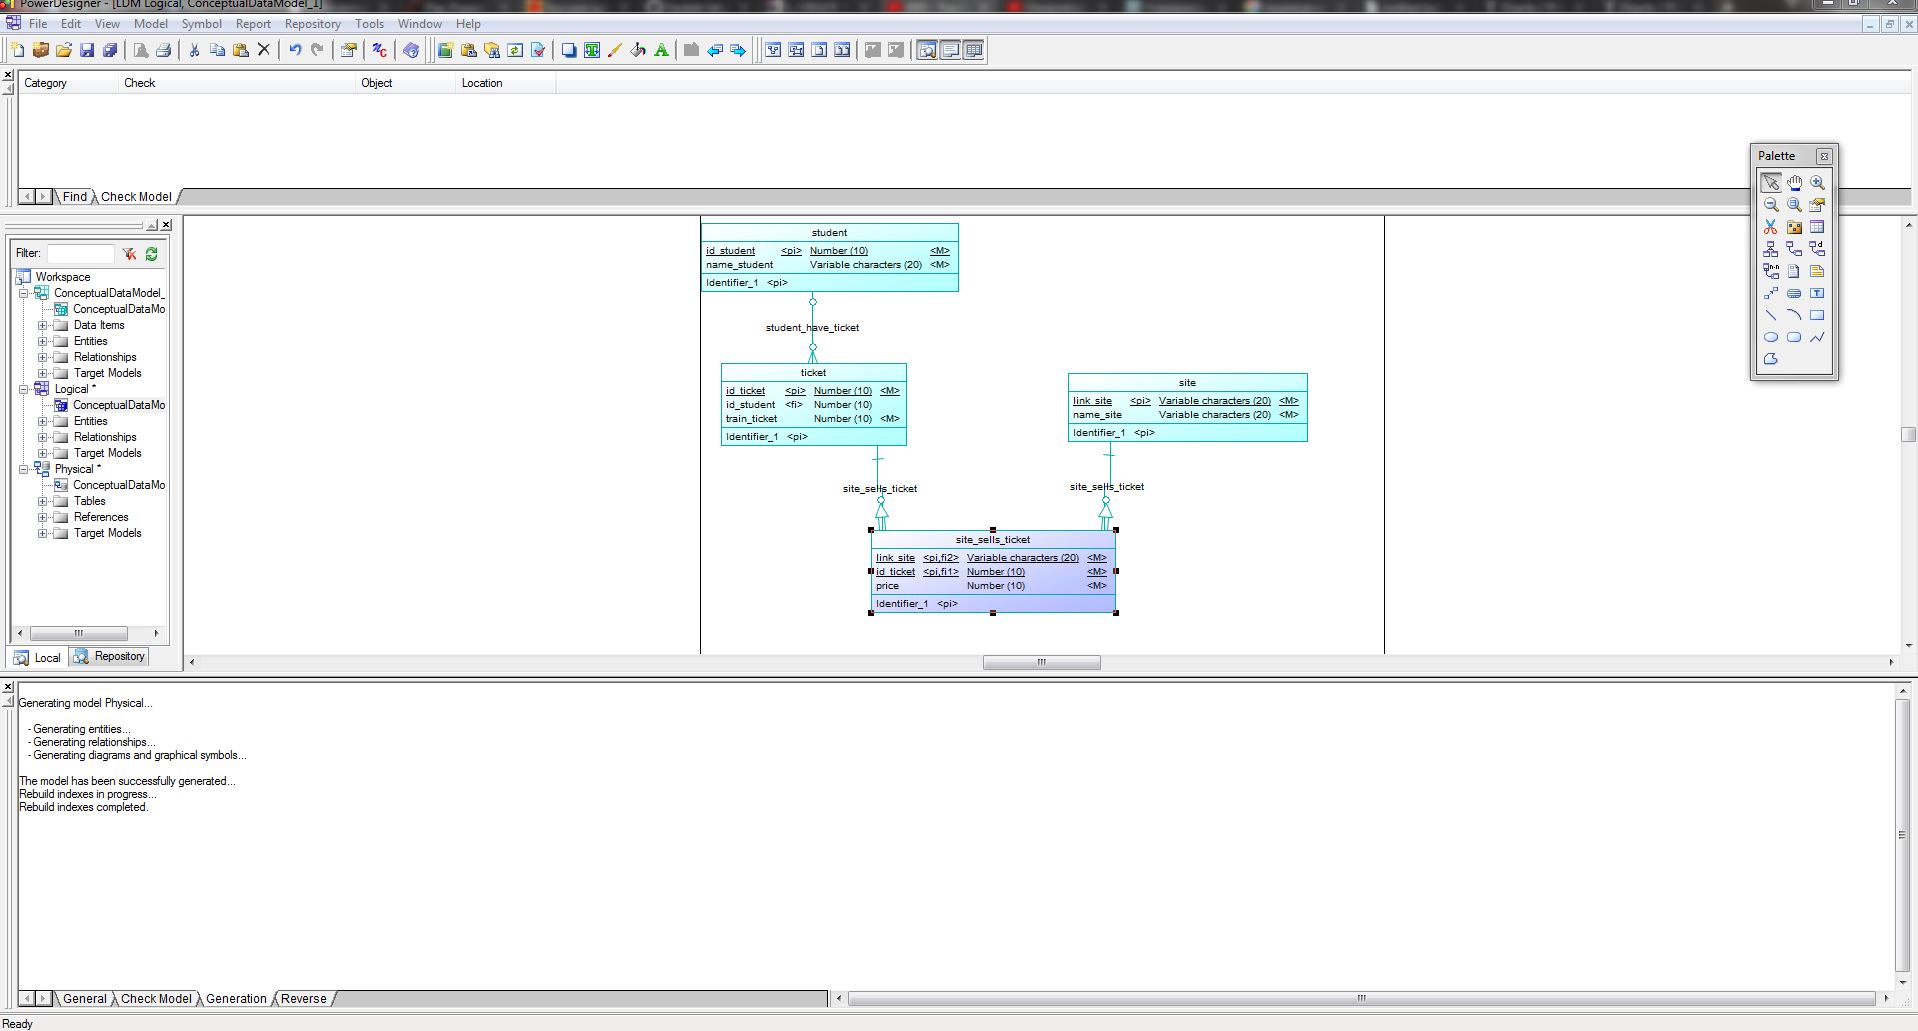 PowerDesigner - [LDM Logical, ConceptualDataModel_1]
File Edit View Model Symbol Report Repository Tools Window Help
Category Check Object Location
Find Check Model
Palette
Filter:
Workspace
ConceptualDataModel_
ConceptualDataMo
Data Items
Entities
Relationships
Target Models
Logical *
ConceptualDataMo
Entities
Relationships
Target Models
Physical *
ConceptualDataMo
Tables
References
Target Models
Local Repository
student
id_student <pi> Number (10) <M>
name_student Variable characters (20) <M>
Identifier_1 <pi>
student_have_ticket
ticket
id_ticket <pi> Number (10) <M>
id_student <fi> Number (10)
train_ticket Number (10) <M>
Identifier_1 <pi>
site
link_site <pi> Variable characters (20) <M>
name_site Variable characters (20) <M>
Identifier_1 <pi>
site_sells_ticket
site_sells_ticket
site_sells_ticket
link_site <pi,fi2> Variable characters (20) <M>
id_ticket <pi,fi1> Number (10) <M>
price Number (10) <M>
Identifier_1 <pi>
Generating model Physical...
- Generating entities...
- Generating relationships...
- Generating diagrams and graphical symbols...
The model has been successfully generated...
Rebuild indexes in progress...
Rebuild indexes completed.
General Check Model Generation Reverse
Ready